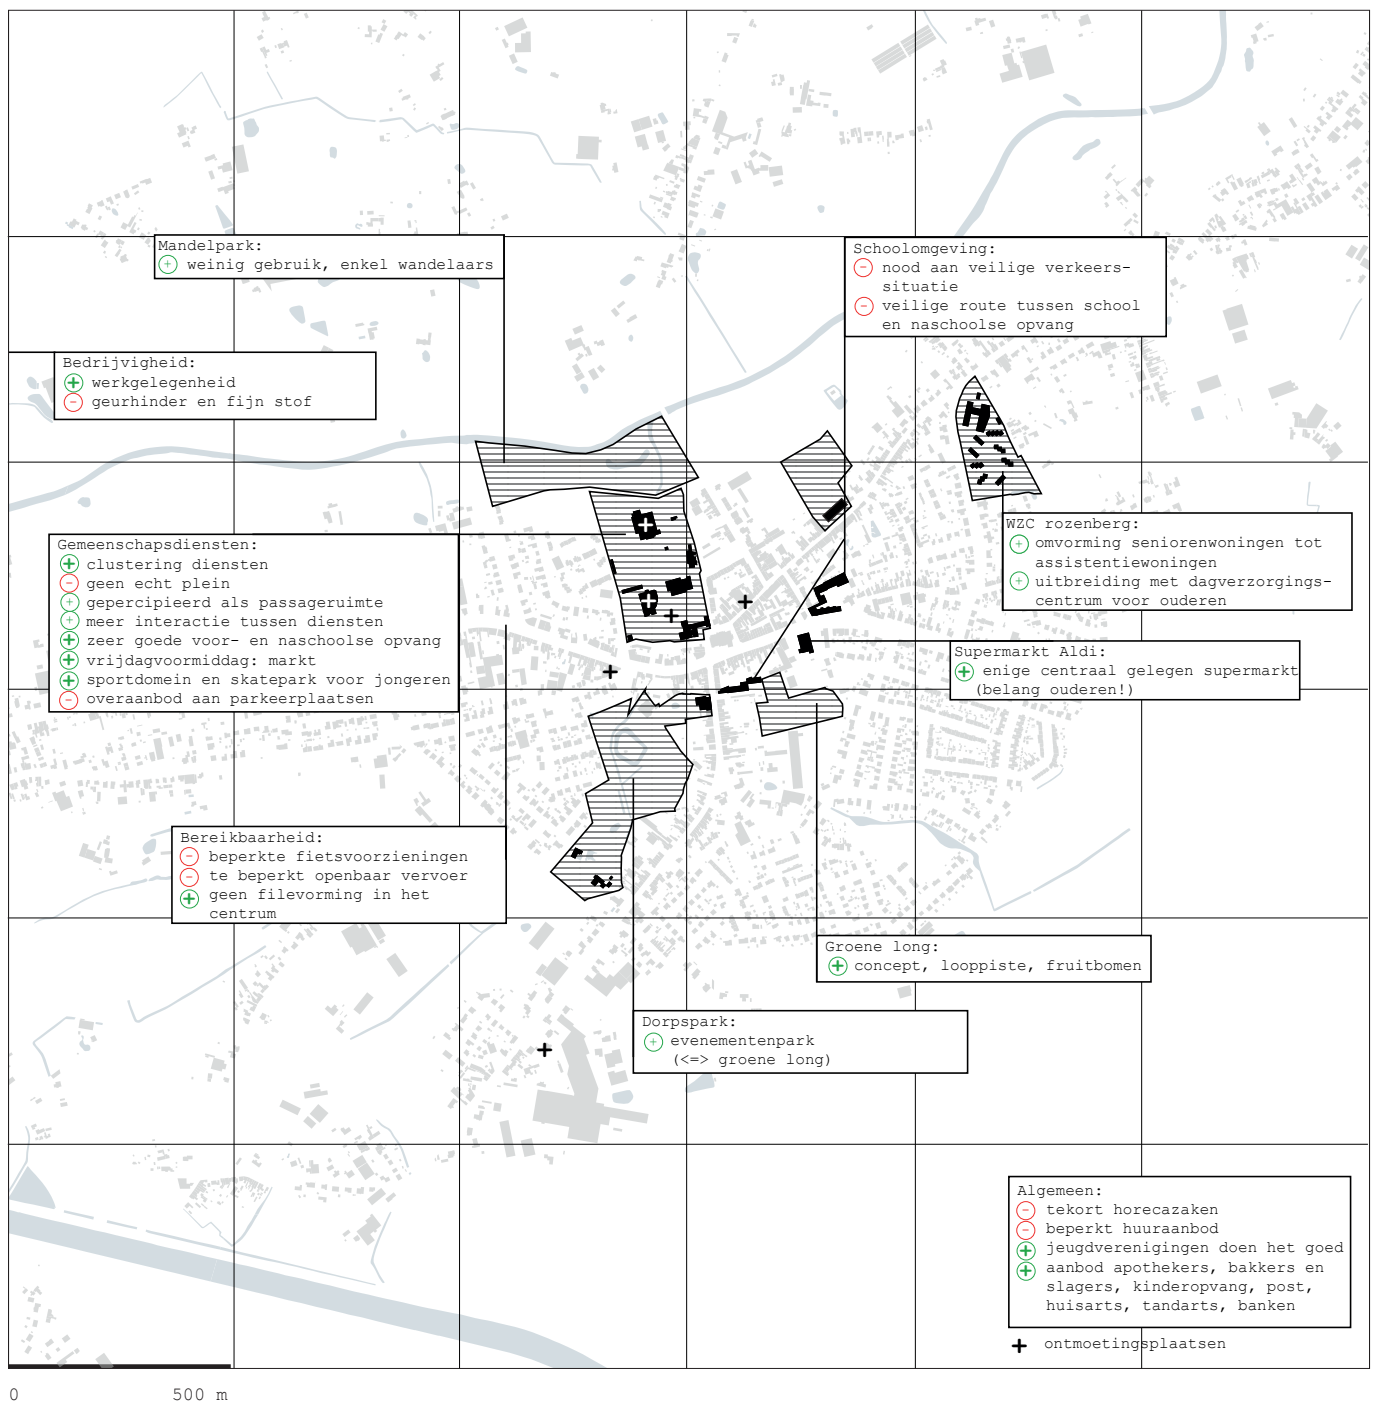 Mandelpark:
+ weinig gebruik, enkel wandelaars
Schoolomgeving:
- nood aan veilige verkeers-
situatie
- veilige route tussen school
en naschoolse opvang
Bedrijvigheid:
+ werkgelegenheid
- geurhinder en fijn stof
Gemeenschapsdiensten:
+ clustering diensten
- geen echt plein
+ gepercipieerd als passageruimte
+ meer interactie tussen diensten
+ zeer goede voor- en naschoolse opvang
+ vrijdagvoormiddag: markt
+ sportdomein en skatepark voor jongeren
- overaanbod aan parkeerplaatsen
WZC rozenberg:
+ omvorming seniorenwoningen tot
assistentiewoningen
+ uitbreiding met dagverzorgings-
centrum voor ouderen
Supermarkt Aldi:
+ enige centraal gelegen supermarkt
(belang ouderen!)
Bereikbaarheid:
- beperkte fietsvoorzieningen
- te beperkt openbaar vervoer
+ geen filevorming in het
centrum
Groene long:
+ concept, looppiste, fruitbomen
Dorpspark:
+ evenementenpark
(<=> groene long)
Algemeen:
- tekort horecazaken
- beperkt huuraanbod
+ jeugdverenigingen doen het goed
+ aanbod apothekers, bakkers en
slagers, kinderopvang, post,
huisarts, tandarts, banken
+ ontmoetingsplaatsen
0 500 m